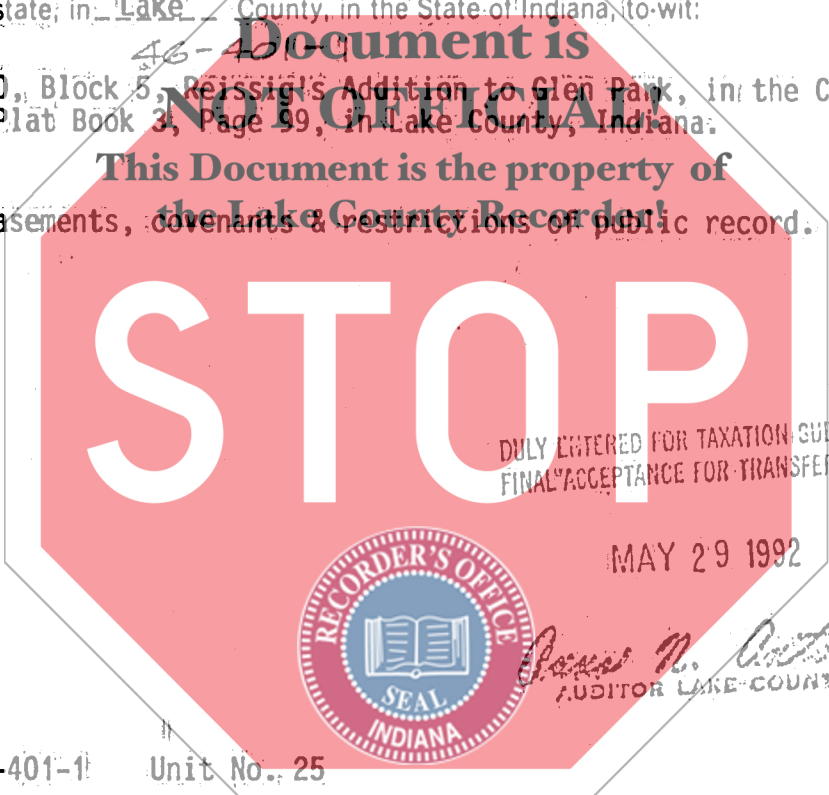 tate, in Lake County, in the State of Indiana, to-wit:
Document is
46-401-1
), Block 5, Reissig's Addition to Glen Park, in the C
NOT OFFICIAL!
lat Book 3, Page 99, in Lake County, Indiana.
This Document is the property of
the Lake County Recorder!
asements, covenants & restrictions of public record.
STOP
DULY ENTERED FOR TAXATION SUB
FINAL ACCEPTANCE FOR TRANSFER
MAY 29 1992
RECORDER'S OFFICE
SEAL
INDIANA
AUDITOR LAKE COUNT
-401-1 Unit No. 25